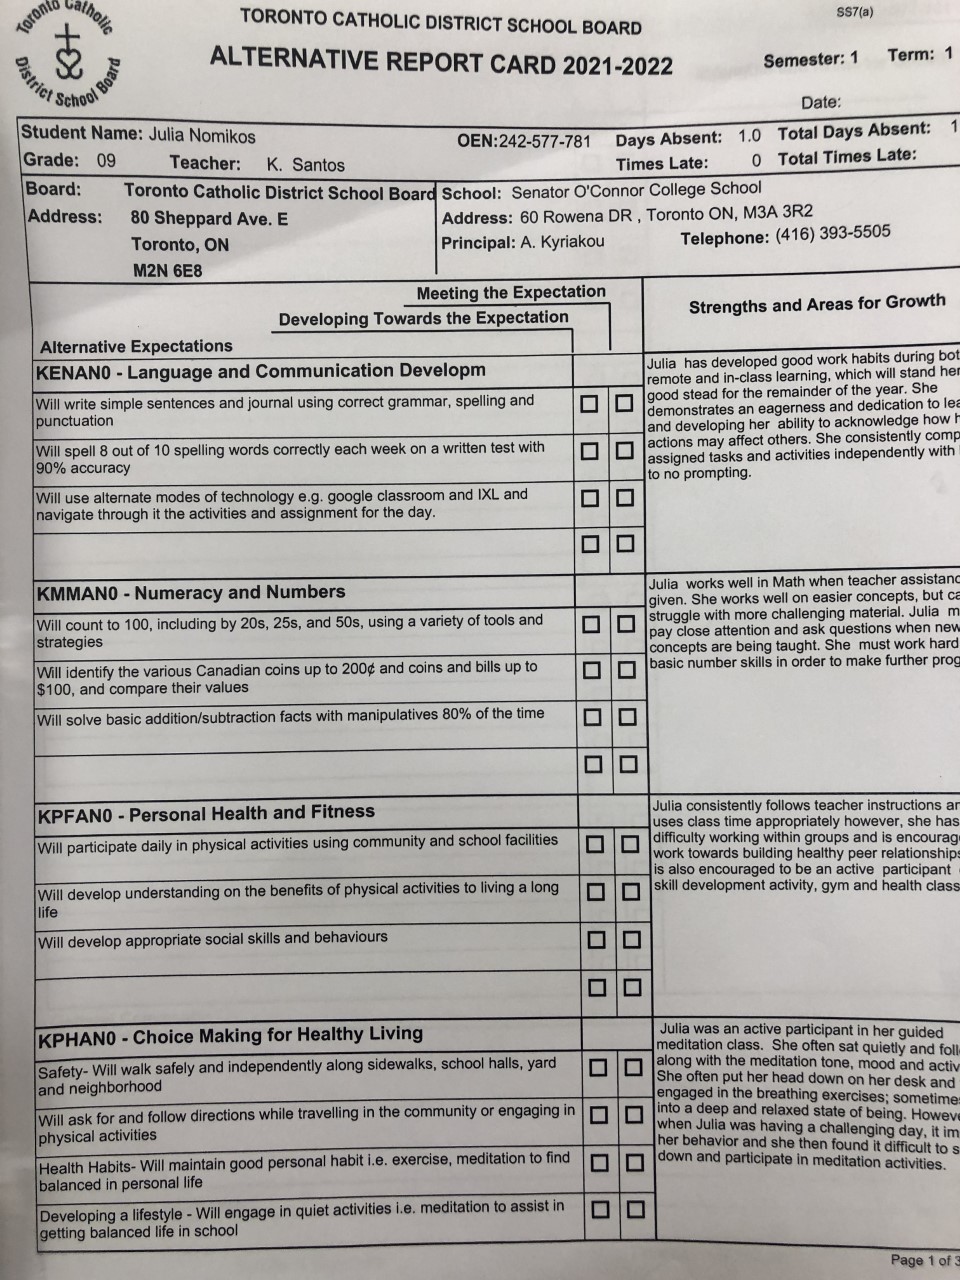 Toronto Catholic
District School Board
TORONTO CATHOLIC DISTRICT SCHOOL BOARD
SS7(a)
ALTERNATIVE REPORT CARD 2021-2022
Semester: 1 Term: 1
Date:
Student Name: Julia Nomikos
OEN:242-577-781 Days Absent: 1.0 Total Days Absent: 1
Grade: 09 Teacher: K. Santos
Times Late: 0 Total Times Late:
Board: Toronto Catholic District School Board
Address: 80 Sheppard Ave. E
Toronto, ON
M2N 6E8
School: Senator O'Connor College School
Address: 60 Rowena DR , Toronto ON, M3A 3R2
Principal: A. Kyriakou Telephone: (416) 393-5505
Meeting the Expectation
Developing Towards the Expectation
Alternative Expectations
Strengths and Areas for Growth
KENAN0 - Language and Communication Developm
Will write simple sentences and journal using correct grammar, spelling and
punctuation
Will spell 8 out of 10 spelling words correctly each week on a written test with
90% accuracy
Will use alternate modes of technology e.g. google classroom and IXL and
navigate through it the activities and assignment for the day.
Julia has developed good work habits during bot
remote and in-class learning, which will stand her
good stead for the remainder of the year. She
demonstrates an eagerness and dedication to lea
and developing her ability to acknowledge how h
actions may affect others. She consistently comp
assigned tasks and activities independently with
to no prompting.
KMMAN0 - Numeracy and Numbers
Will count to 100, including by 20s, 25s, and 50s, using a variety of tools and
strategies
Will identify the various Canadian coins up to 200¢ and coins and bills up to
$100, and compare their values
Will solve basic addition/subtraction facts with manipulatives 80% of the time
Julia works well in Math when teacher assistanc
given. She works well on easier concepts, but ca
struggle with more challenging material. Julia m
pay close attention and ask questions when new
concepts are being taught. She must work hard
basic number skills in order to make further prog
KPFAN0 - Personal Health and Fitness
Will participate daily in physical activities using community and school facilities
Will develop understanding on the benefits of physical activities to living a long
life
Will develop appropriate social skills and behaviours
Julia consistently follows teacher instructions an
uses class time appropriately however, she has
difficulty working within groups and is encourag
work towards building healthy peer relationships
is also encouraged to be an active participant
skill development activity, gym and health class
KPHAN0 - Choice Making for Healthy Living
Safety- Will walk safely and independently along sidewalks, school halls, yard
and neighborhood
Will ask for and follow directions while travelling in the community or engaging in
physical activities
Health Habits- Will maintain good personal habit i.e. exercise, meditation to find
balanced in personal life
Developing a lifestyle - Will engage in quiet activities i.e. meditation to assist in
getting balanced life in school
Julia was an active participant in her guided
meditation class. She often sat quietly and foll
along with the meditation tone, mood and activ
She often put her head down on her desk and
engaged in the breathing exercises; sometimes
into a deep and relaxed state of being. Howeve
when Julia was having a challenging day, it im
her behavior and she then found it difficult to s
down and participate in meditation activities.
Page 1 of 3